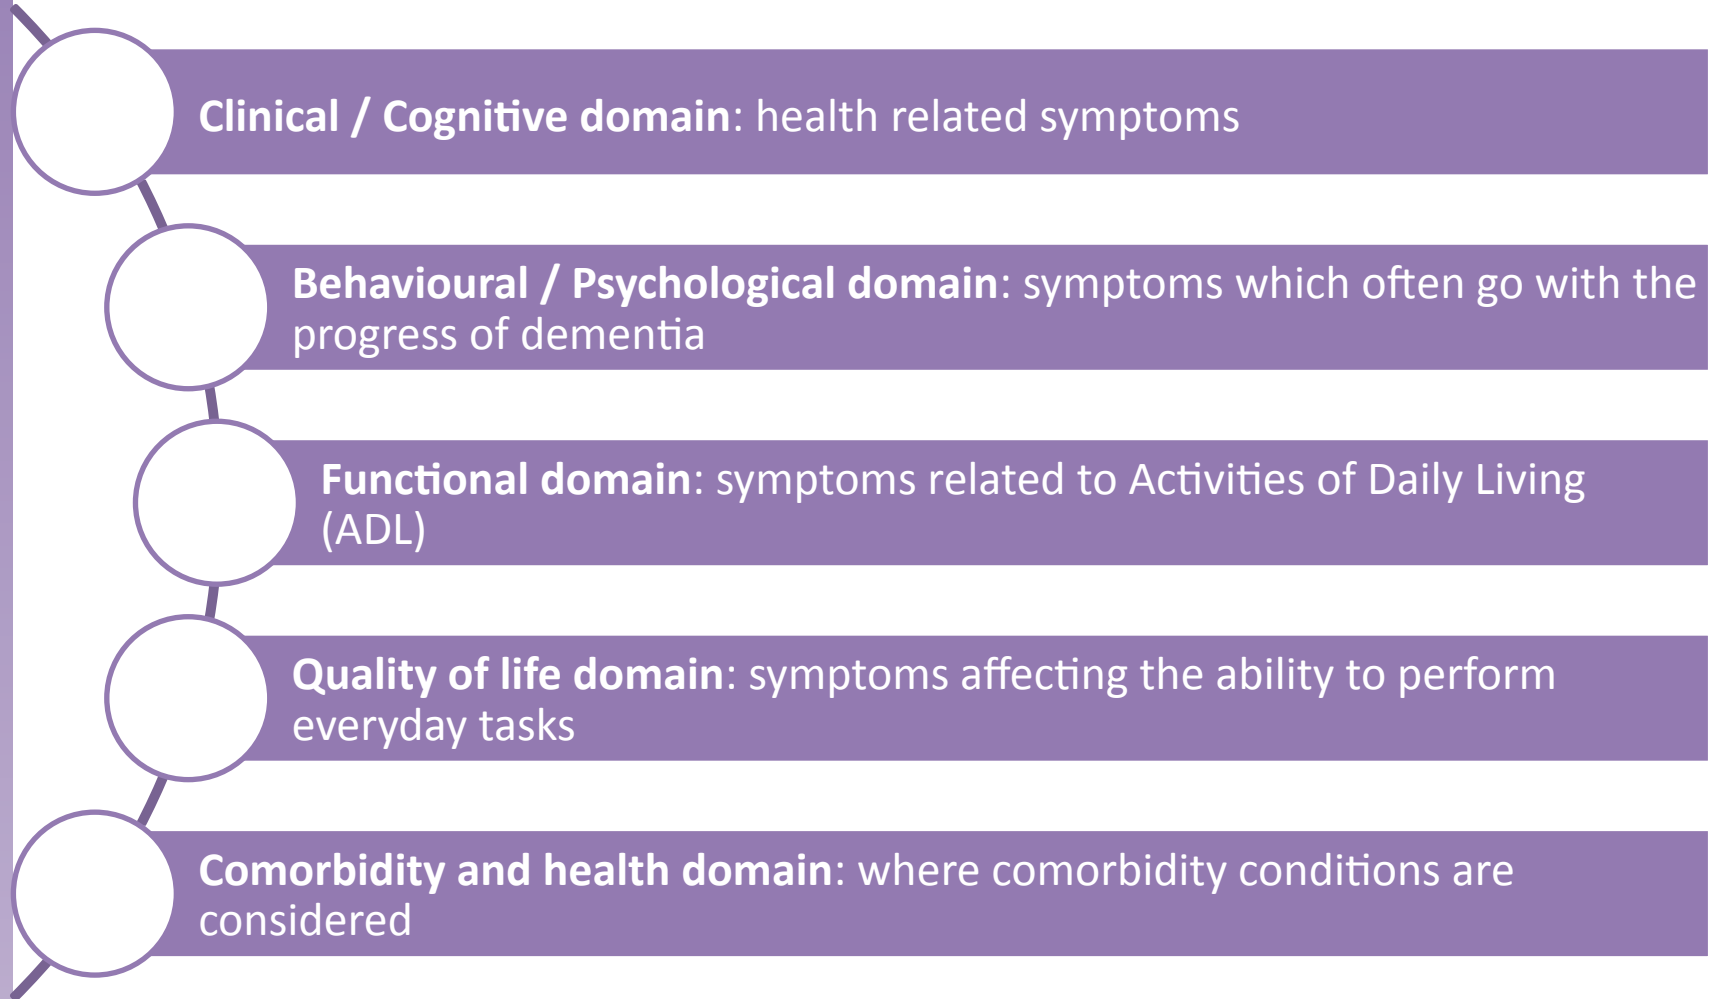 Clinical / Cognitive domain: health related symptoms
Behavioural / Psychological domain: symptoms which often go with the
progress of dementia
Functional domain: symptoms related to Activities of Daily Living
(ADL)
Quality of life domain: symptoms affecting the ability to perform
everyday tasks
Comorbidity and health domain: where comorbidity conditions are
considered